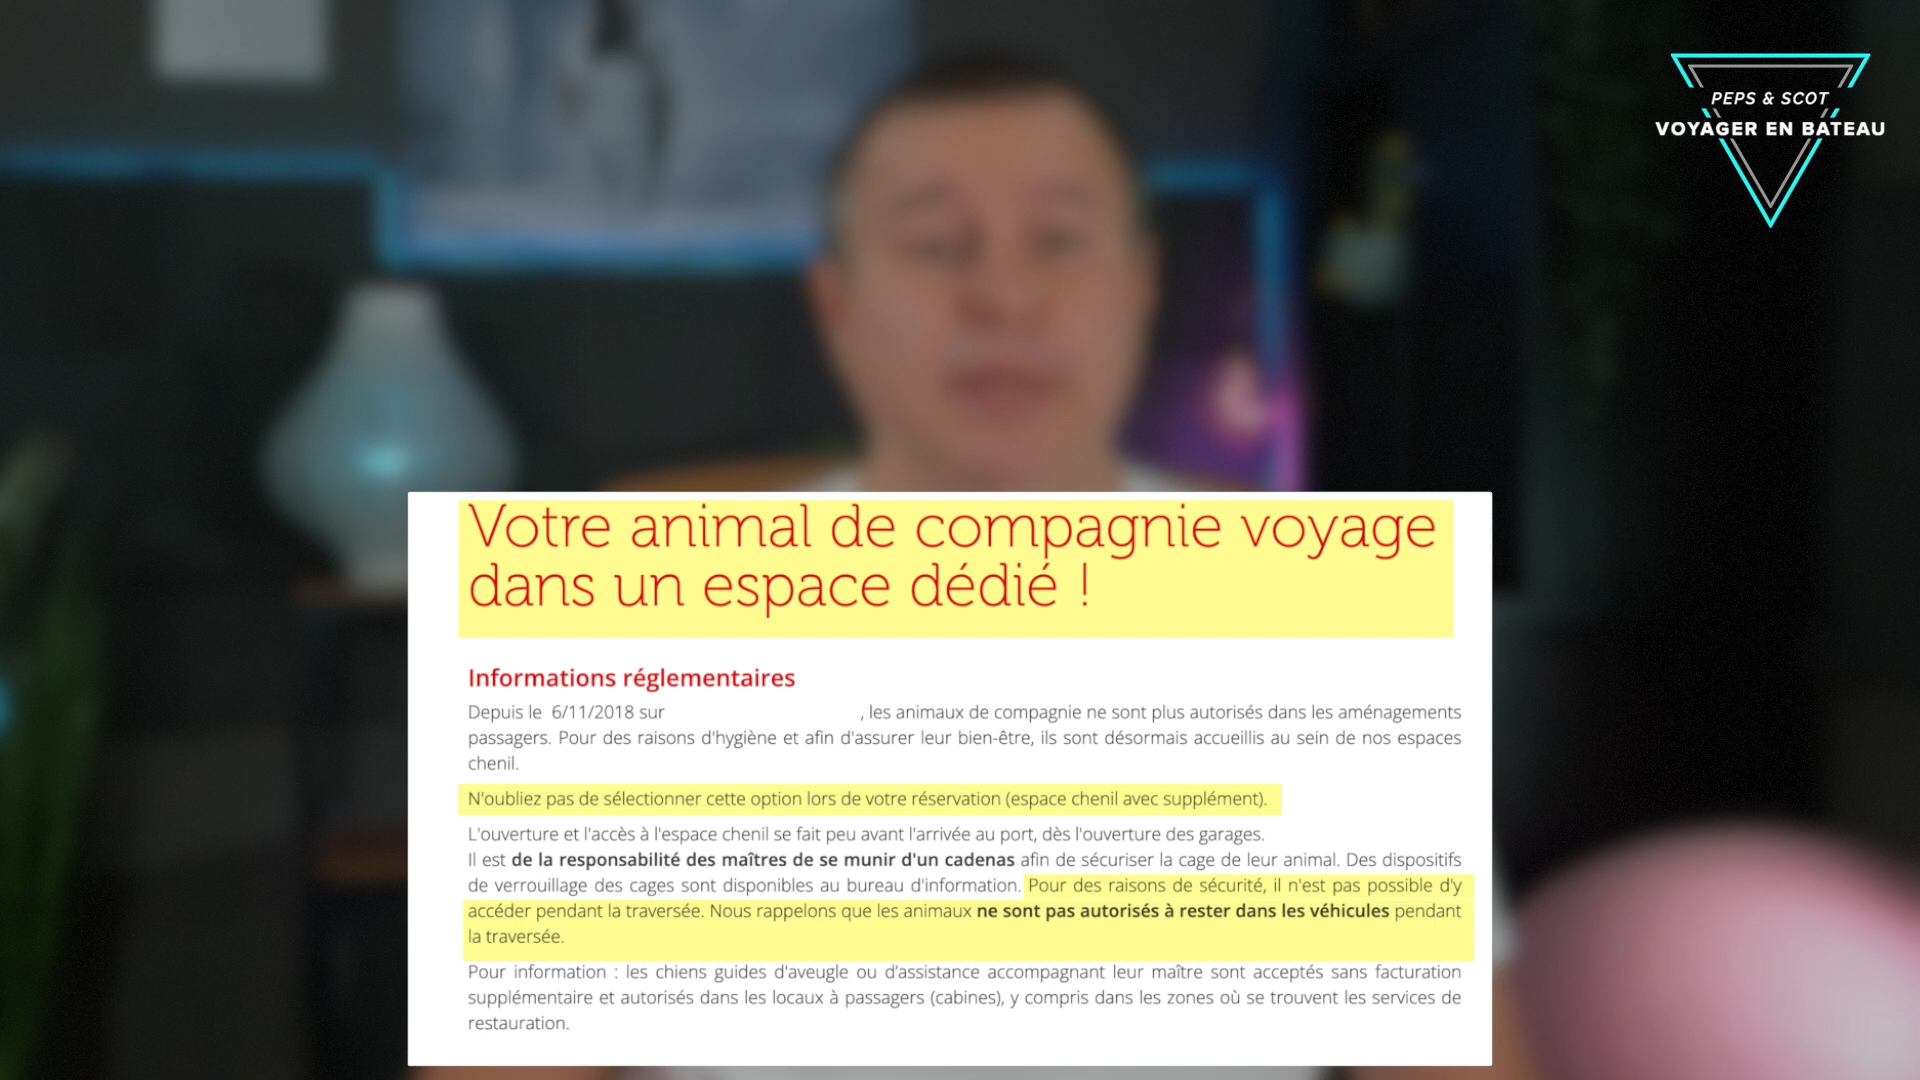 PEPS & SCOT
VOYAGER EN BATEAU
Votre animal de compagnie voyage
dans un espace dédié !
Informations réglementaires
Depuis le 6/11/2018 sur , les animaux de compagnie ne sont plus autorisés dans les aménagements
passagers. Pour des raisons d'hygiène et afin d'assurer leur bien-être, ils sont désormais accueillis au sein de nos espaces
chenil.
N'oubliez pas de sélectionner cette option lors de votre réservation (espace chenil avec supplément).
L'ouverture et l'accès à l'espace chenil se fait peu avant l'arrivée au port, dès l'ouverture des garages.
Il est de la responsabilité des maîtres de se munir d'un cadenas afin de sécuriser la cage de leur animal. Des dispositifs
de verrouillage des cages sont disponibles au bureau d'information. Pour des raisons de sécurité, il n'est pas possible d'y
accéder pendant la traversée. Nous rappelons que les animaux ne sont pas autorisés à rester dans les véhicules pendant
la traversée.
Pour information : les chiens guides d'aveugle ou d'assistance accompagnant leur maître sont acceptés sans facturation
supplémentaire et autorisés dans les locaux à passagers (cabines), y compris dans les zones où se trouvent les services de
restauration.